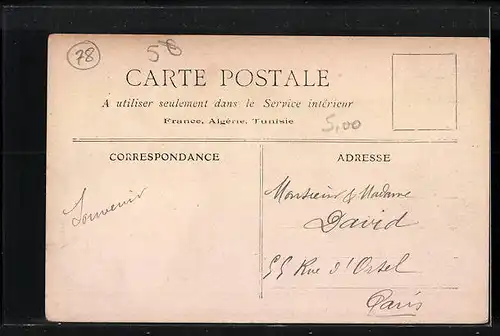 78
58
CARTE POSTALE
A utiliser seulement dans le Service intérieur
France, Algérie, Tunisie
5,00
CORRESPONDANCE
ADRESSE
Souvenir
Monsieur & Madame
David
55 Rue d'Orsel
Paris